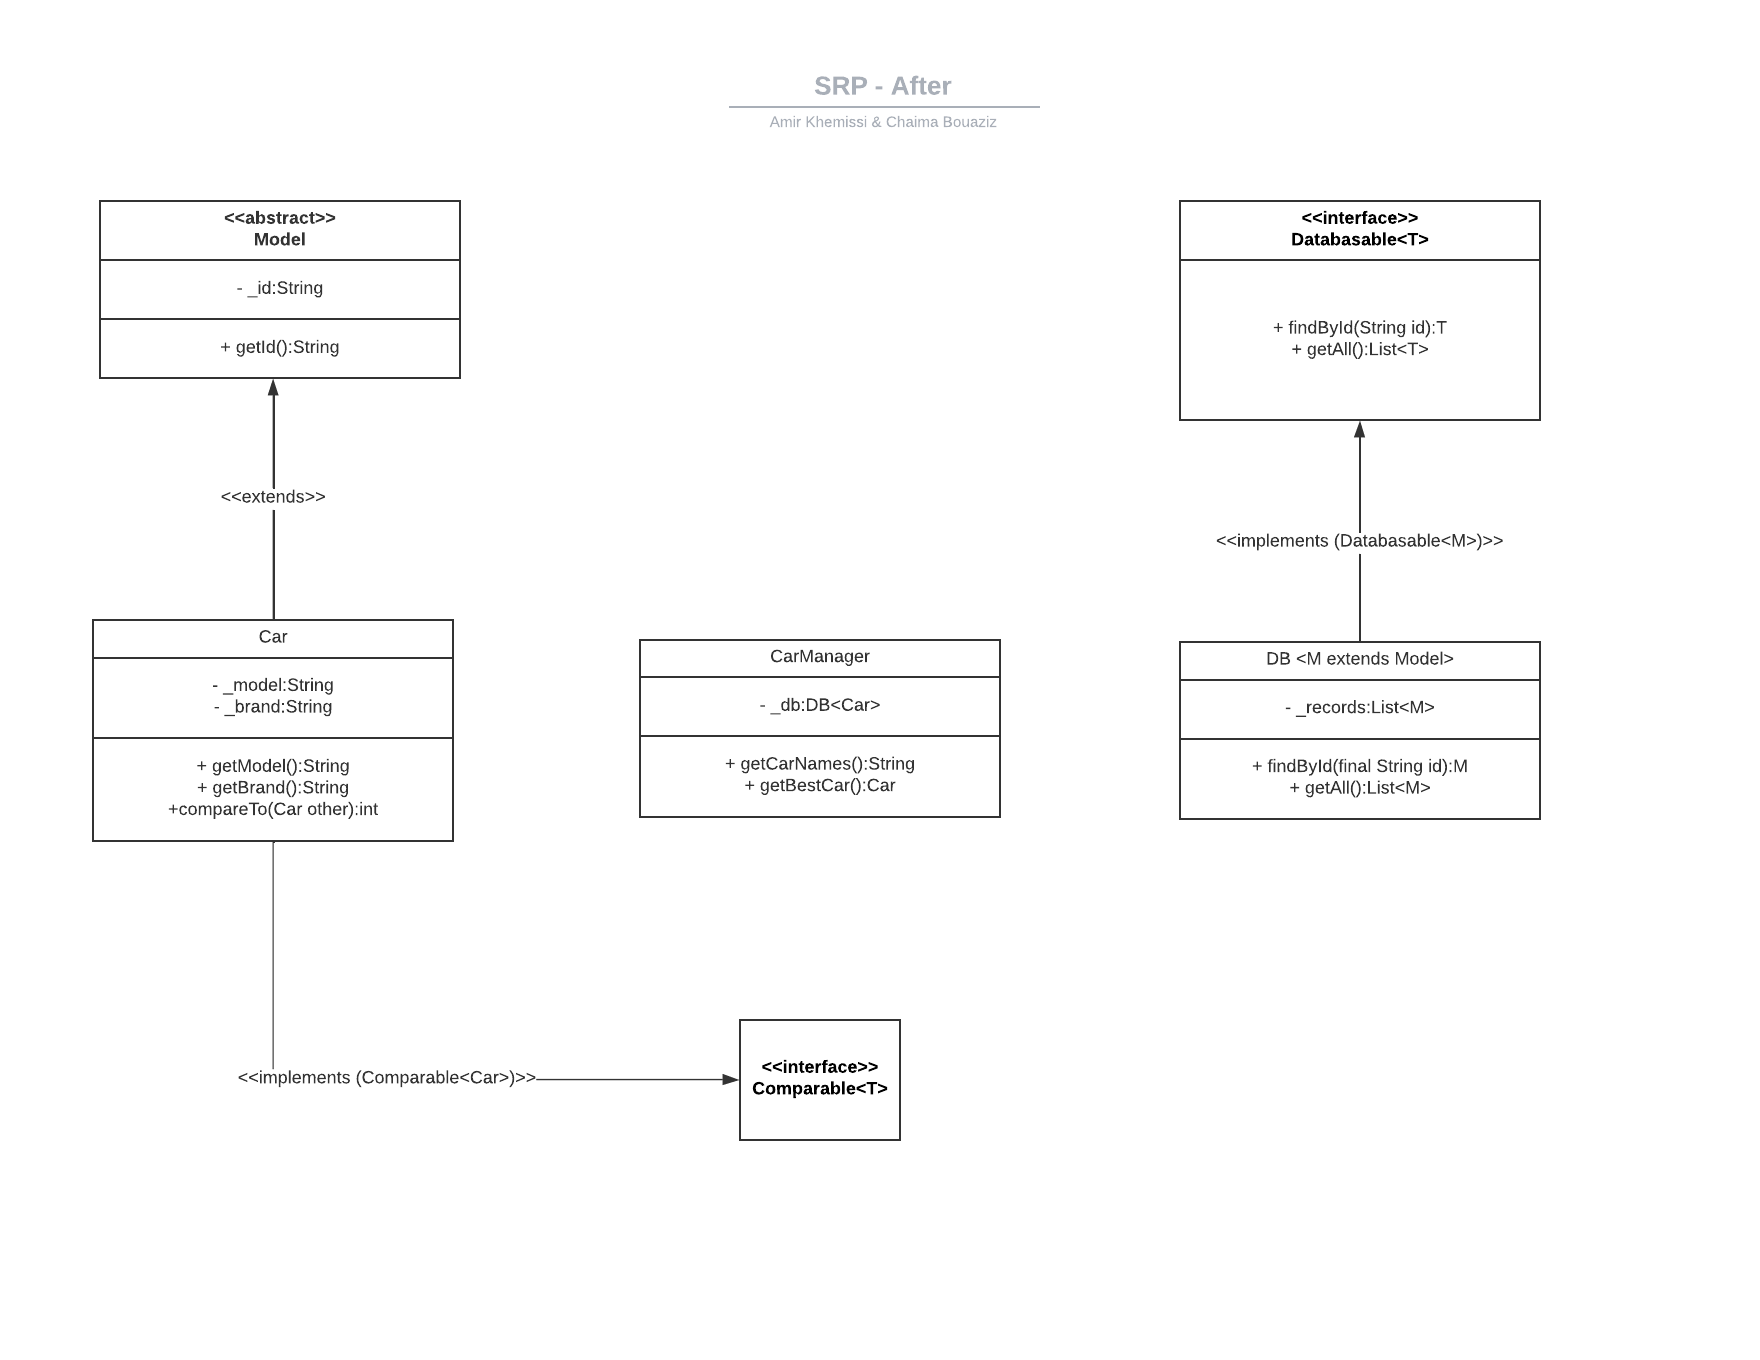 SRP - After
Amir Khemissi & Chaima Bouaziz
<<abstract>>
Model
- _id:String
+ getId():String
<<interface>>
Databasable<T>
+ findById(String id):T
+ getAll():List<T>
<<extends>>
<<implements (Databasable<M>)>>
Car
- _model:String
- _brand:String
+ getModel():String
+ getBrand():String
+compareTo(Car other):int
CarManager
- _db:DB<Car>
+ getCarNames():String
+ getBestCar():Car
DB <M extends Model>
- _records:List<M>
+ findById(final String id):M
+ getAll():List<M>
<<implements (Comparable<Car>)>>
<<interface>>
Comparable<T>